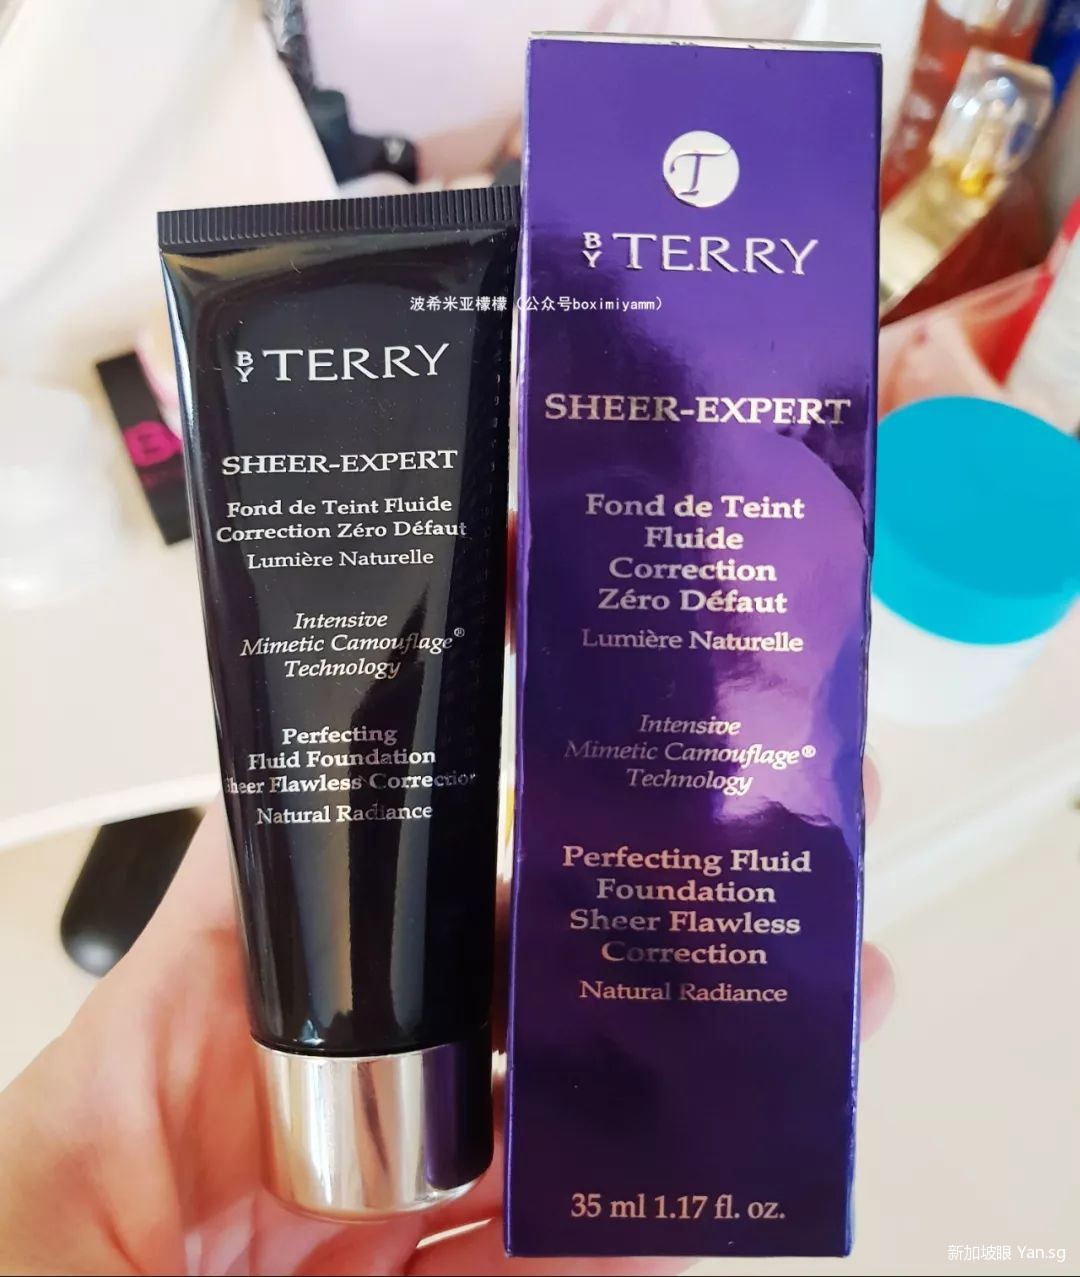 波希米亚檬檬（公众号boximiyamm）
BY TERRY
SHEER-EXPERT
Fond de Teint Fluide
Correction Zéro Défaut
Lumière Naturelle
Intensive
Mimetic Camouflage®
Technology
Perfecting
Fluid Foundation
Sheer Flawless Correction
Natural Radiance
T
BY TERRY
SHEER-EXPERT
Fond de Teint
Fluide
Correction
Zéro Défaut
Lumière Naturelle
Intensive
Mimetic Camouflage®
Technology
Perfecting Fluid
Foundation
Sheer Flawless
Correction
Natural Radiance
35 ml 1.17 fl. oz.
新加坡眼 Yan.sg